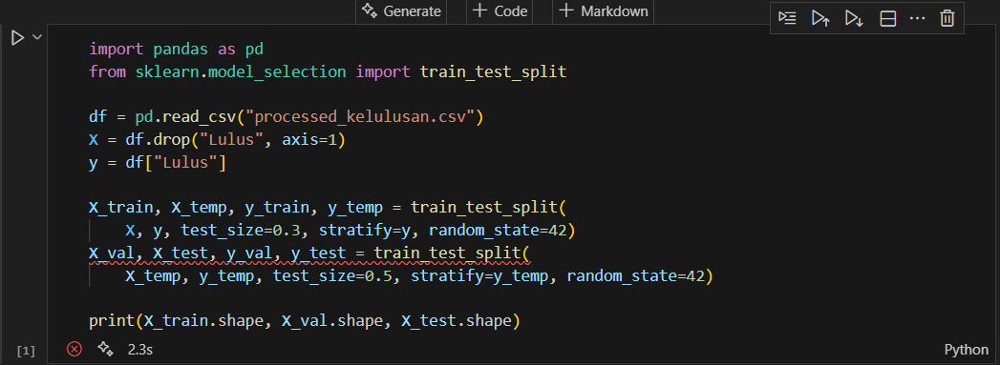 Generate + Code + Markdown
import pandas as pd
from sklearn.model_selection import train_test_split
df = pd.read_csv("processed_kelulusan.csv")
X = df.drop("Lulus", axis=1)
y = df["Lulus"]
X_train, X_temp, y_train, y_temp = train_test_split(
X, y, test_size=0.3, stratify=y, random_state=42)
X_val, X_test, y_val, y_test = train_test_split(
X_temp, y_temp, test_size=0.5, stratify=y_temp, random_state=42)
print(X_train.shape, X_val.shape, X_test.shape)
[1] 2.3s Python